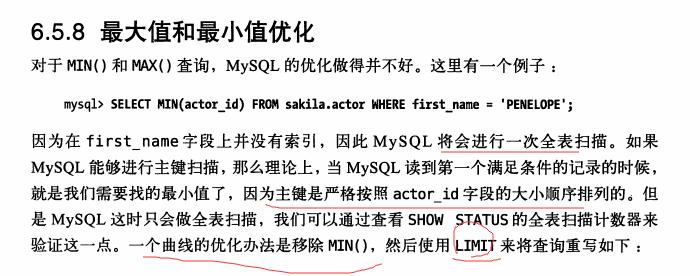 6.5.8 最大值和最小值优化
对于 MIN() 和 MAX() 查询，MySQL 的优化做得并不好。这里有一个例子：
mysql> SELECT MIN(actor_id) FROM sakila.actor WHERE first_name = 'PENELOPE';
因为在 first_name 字段上并没有索引，因此 MySQL 将会进行一次全表扫描。如果
MySQL 能够进行主键扫描，那么理论上，当 MySQL 读到第一个满足条件的记录的时候，
就是我们需要找的最小值了，因为主键是严格按照 actor_id 字段的大小顺序排列的。但
是 MySQL 这时只会做全表扫描，我们可以通过查看 SHOW STATUS 的全表扫描计数器来
验证这一点。一个曲线的优化办法是移除 MIN()，然后使用 LIMIT 来将查询重写如下：